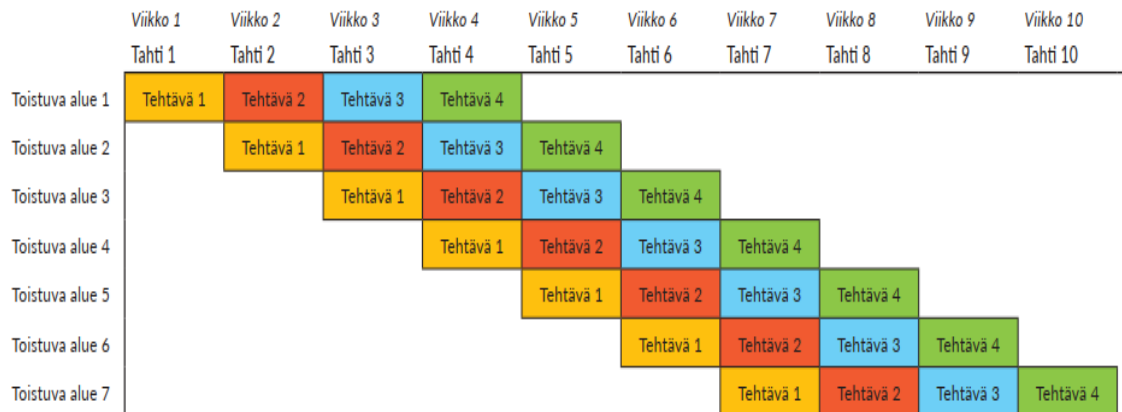 Viikko 1 Viikko 2 Viikko 3 Viikko 4 Viikko 5 Viikko 6 Viikko 7 Viikko 8 Viikko 9 Viikko 10
Tahti 1 Tahti 2 Tahti 3 Tahti 4 Tahti 5 Tahti 6 Tahti 7 Tahti 8 Tahti 9 Tahti 10
Toistuva alue 1 Tehtävä 1 Tehtävä 2 Tehtävä 3 Tehtävä 4
Toistuva alue 2 Tehtävä 1 Tehtävä 2 Tehtävä 3 Tehtävä 4
Toistuva alue 3 Tehtävä 1 Tehtävä 2 Tehtävä 3 Tehtävä 4
Toistuva alue 4 Tehtävä 1 Tehtävä 2 Tehtävä 3 Tehtävä 4
Toistuva alue 5 Tehtävä 1 Tehtävä 2 Tehtävä 3 Tehtävä 4
Toistuva alue 6 Tehtävä 1 Tehtävä 2 Tehtävä 3 Tehtävä 4
Toistuva alue 7 Tehtävä 1 Tehtävä 2 Tehtävä 3 Tehtävä 4